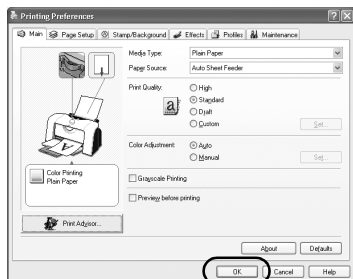 Printing Preferences
Main Page Setup Stamp/Background Effects Profiles Maintenance
Media Type: Plain Paper
Paper Source: Auto Sheet Feeder
Print Quality: High
Standard
Draft
Custom Set...
Color Adjustment: Auto
Manual Set...
Color Printing
Plain Paper
Grayscale Printing
Preview before printing
Print Advisor...
About Defaults
OK Cancel Help